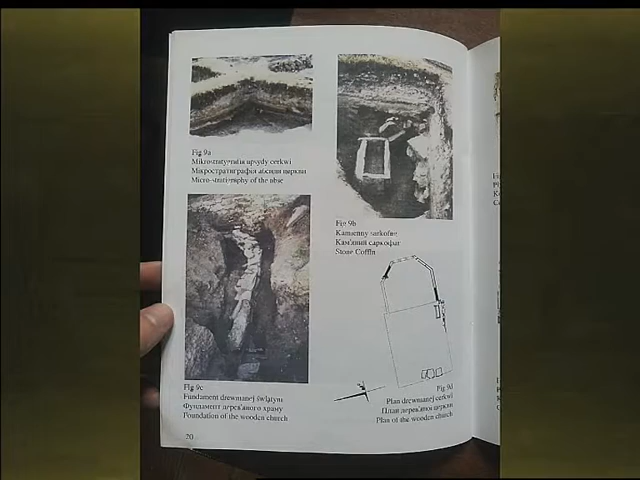 Fig 9a
Mikrostratygrafia apsydy cerkwi
Мікростратіграфія абсиди церкви
Micro-stratigraphy of the obse
Fig 9b
Kamienny sarkofag
Кам'яний саркофаг
Stone Coffin
Fig 9c
Fundament drewnianej świątyni
Фундамент дерев'яного храму
Foundation of the wooden church
Fig 9d
Plan drewnianej cerkwi
План дерев'яної церкви
Plan of the wooden church
20